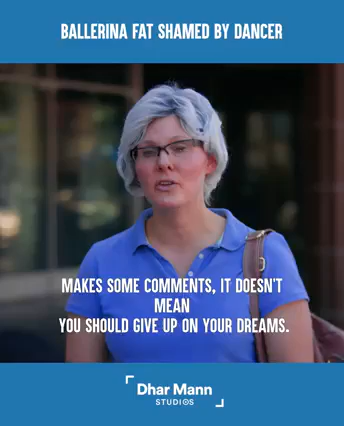 BALLERINA FAT SHAMED BY DANCER
MAKES SOME COMMENTS, IT DOESN'T
MEAN
YOU SHOULD GIVE UP ON YOUR DREAMS.
Dhar Mann
STUDIOS